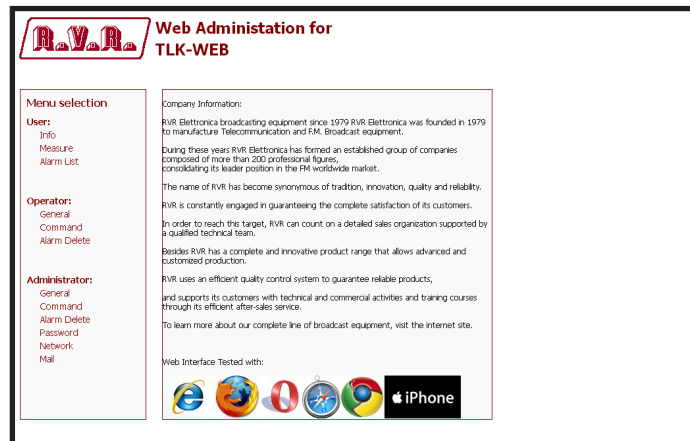 R.V.R.
Web Administation for
TLK-WEB
Menu selection
User:
Info
Measure
Alarm List
Operator:
General
Command
Alarm Delete
Administrator:
General
Command
Alarm Delete
Password
Network
Mail
Company Information:
RVR Elettronica broadcasting equipment since 1979 RVR Elettronica was founded in 1979
to manufacture Telecommunication and F.M. Broadcast equipment.
During these years RVR Elettronica has formed an established group of companies
composed of more than 200 professional figures,
consolidating its leader position in the FM worldwide market.
The name of RVR has become synonymous of tradition, innovation, quality and reliability.
RVR is constantly engaged in guaranteeing the complete satisfaction of its customers.
In order to reach this target, RVR can count on a detailed sales organization supported by
a qualified technical team.
Besides RVR has a complete and innovative product range that allows advanced and
customized production.
RVR uses an efficient quality control system to guarantee reliable products,
and supports its customers with technical and commercial activities and training courses
through its efficient after-sales service.
To learn more about our complete line of broadcast equipment, visit the internet site.
Web Interface Tested with:
iPhone